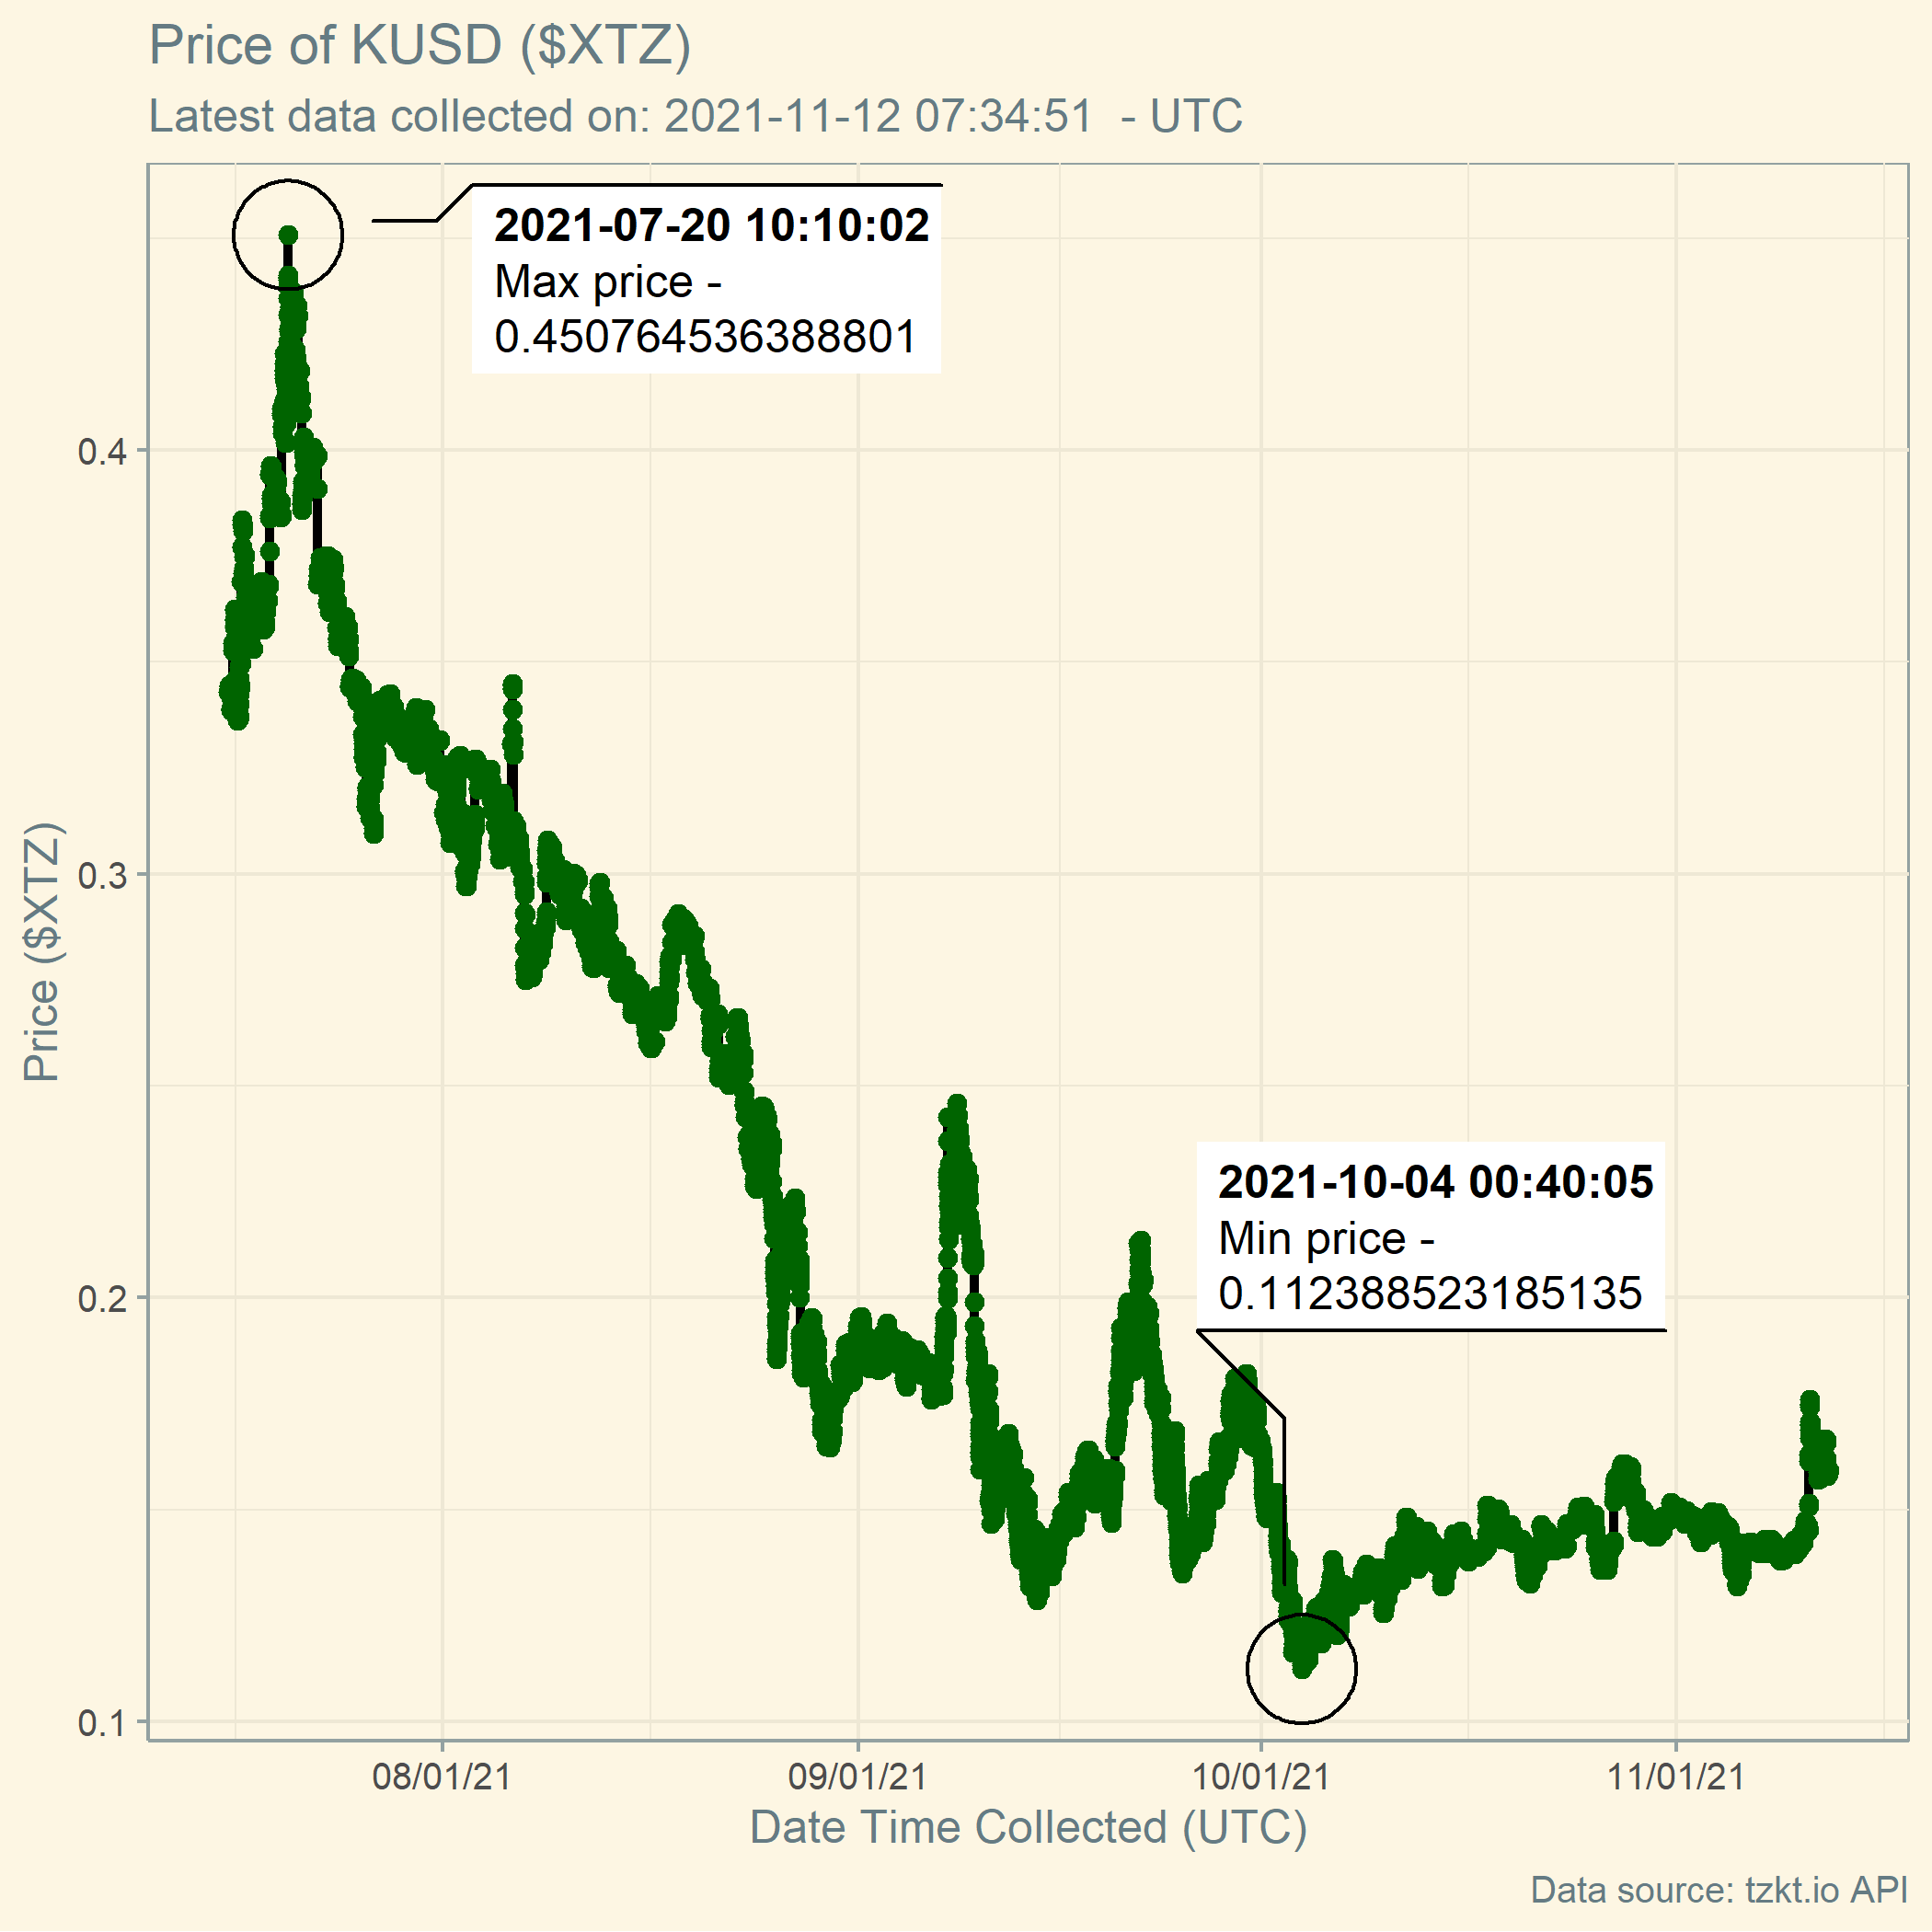 Price of KUSD ($XTZ)
Latest data collected on: 2021-11-12 07:34:51  - UTC
2021-07-20 10:10:02
Max price -
0.450764536388801
2021-10-04 00:40:05
Min price -
0.112388523185135
Price ($XTZ)
0.4
0.3
0.2
0.1
08/01/21
09/01/21
10/01/21
11/01/21
Date Time Collected (UTC)
Data source: tzkt.io API